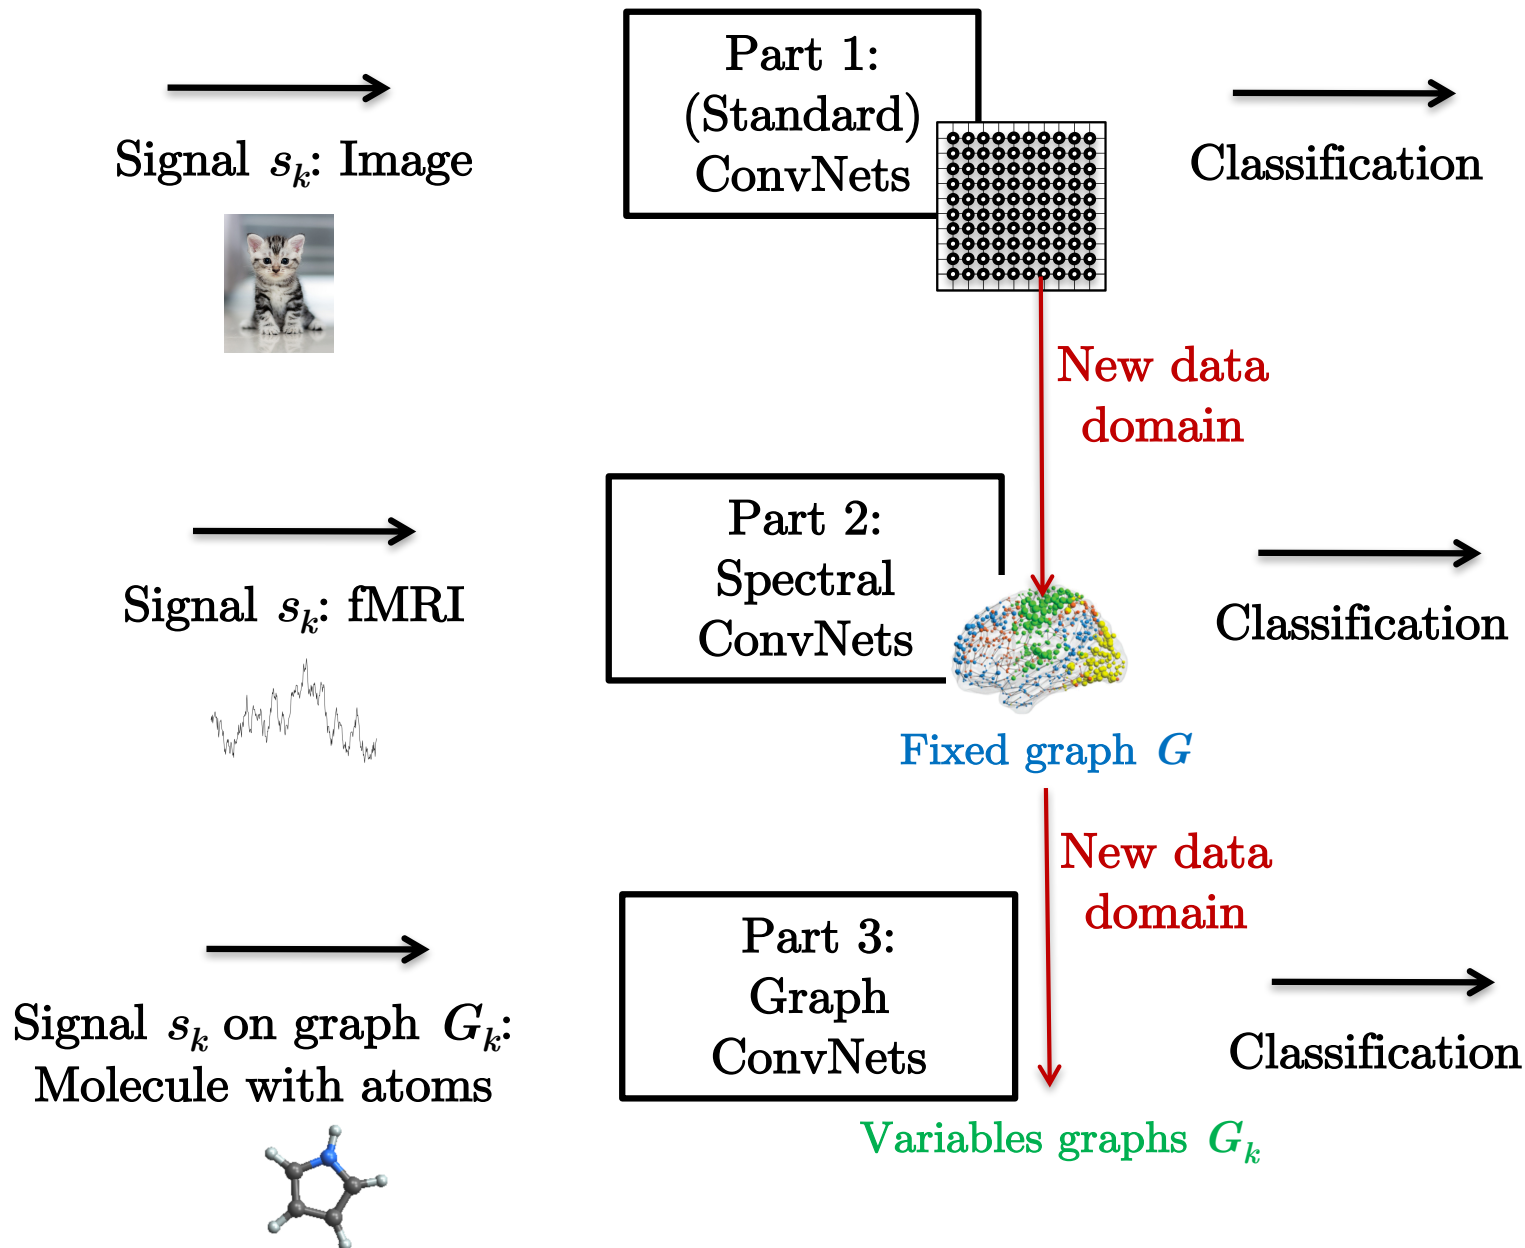 Part 1:
(Standard)
ConvNets
Signal s_k: Image
Classification
New data
domain
Part 2:
Spectral
ConvNets
Signal s_k: fMRI
Classification
Fixed graph G
New data
domain
Part 3:
Graph
ConvNets
Signal s_k on graph G_k:
Molecule with atoms
Classification
Variables graphs G_k